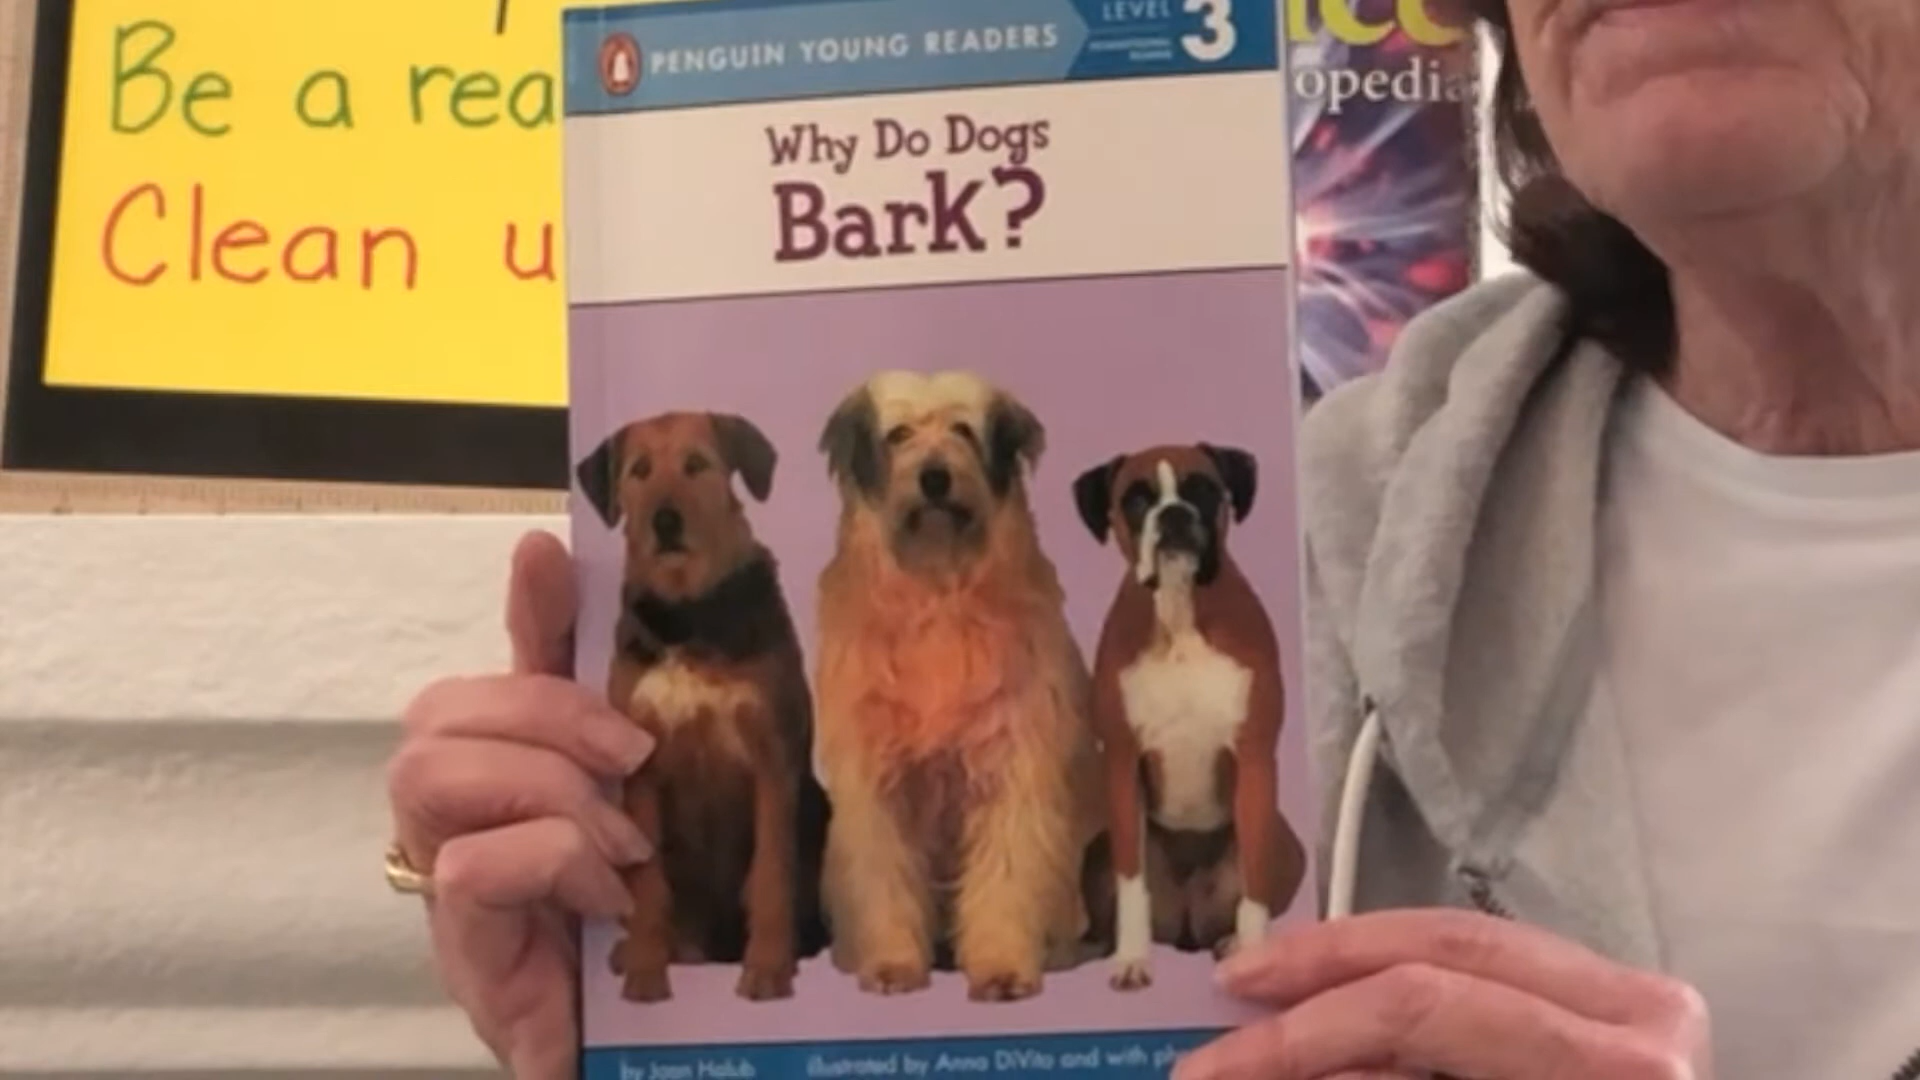 Be a rea
Clean u
PENGUIN YOUNG READERS
LEVEL 3
Why Do Dogs
Bark?
by Joan Holub
illustrated by Anna DiVito and with ph
opedia